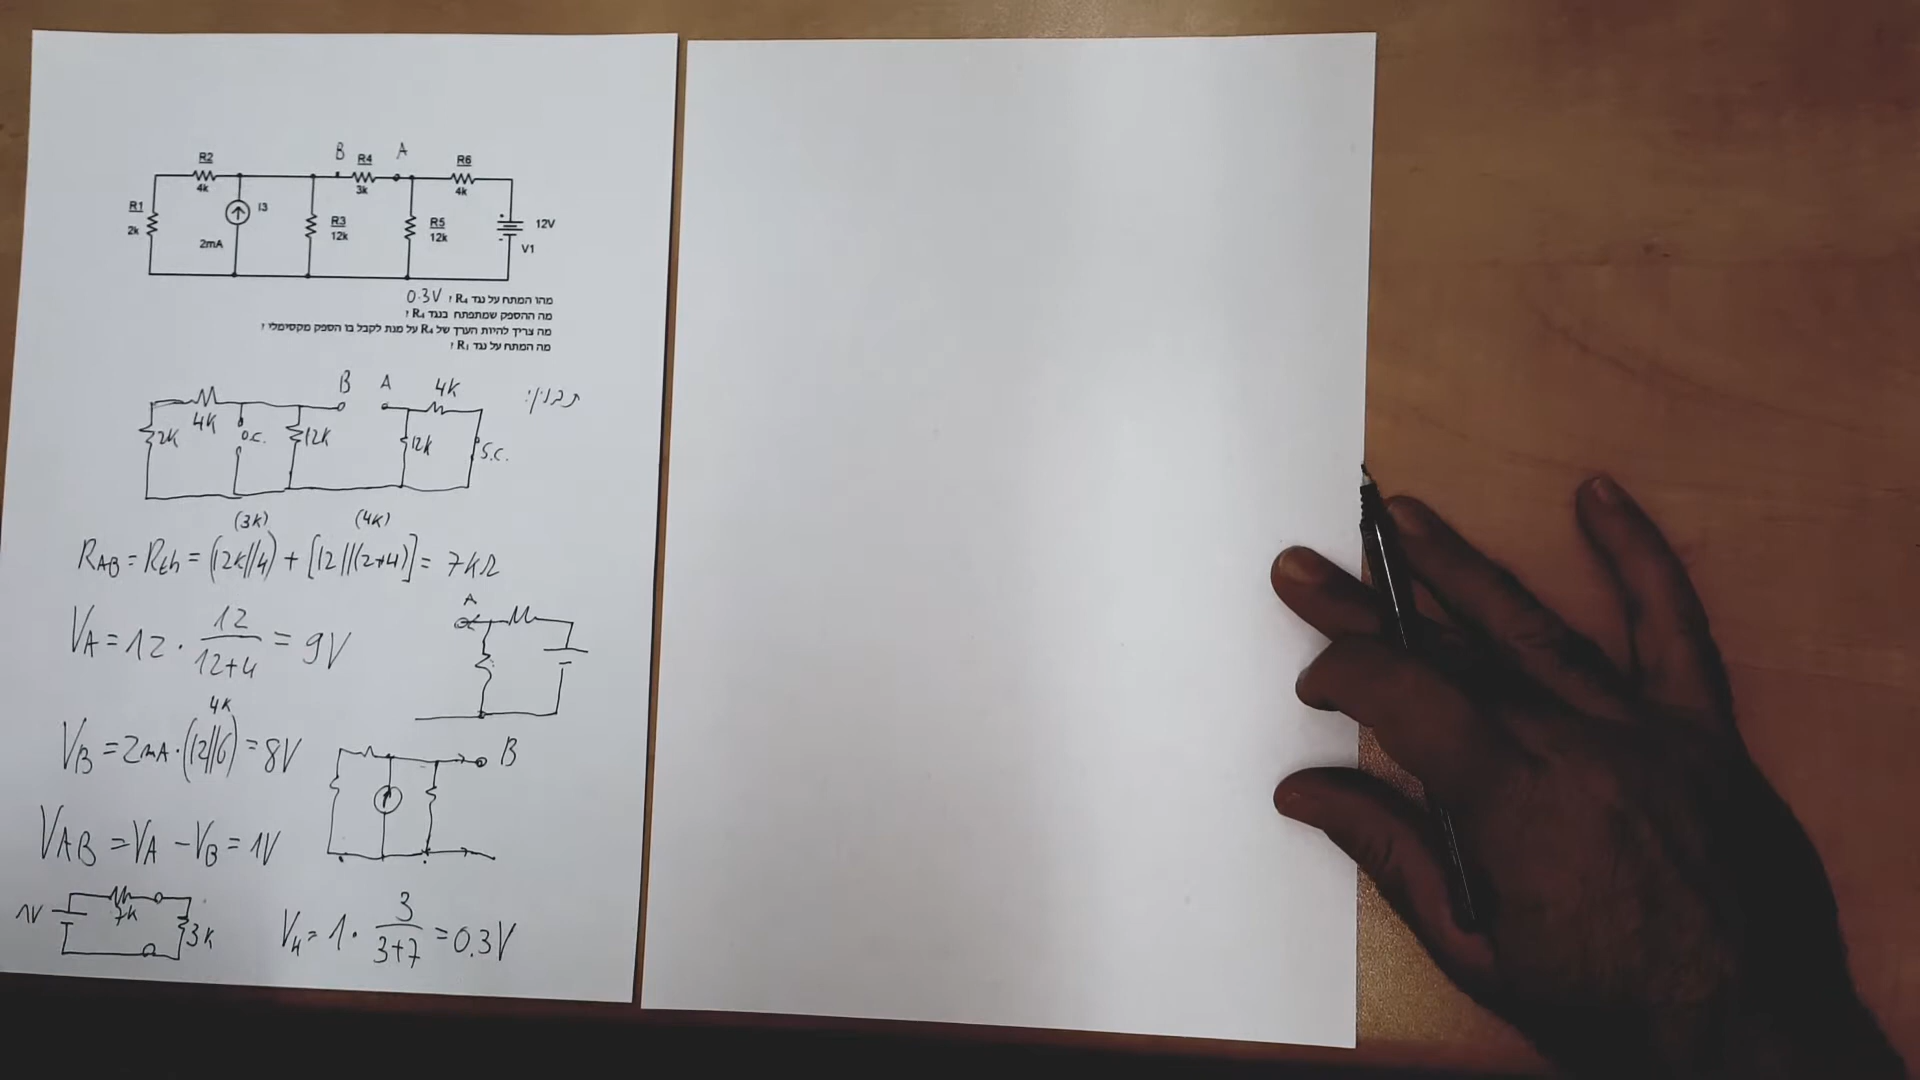 B R4 A
R2 R6
4k 3k 4k
R1 I3 R3 R5 12V
2k 12k 12k
2mA V1
מהו המתח על נגד R4 ? 0.3V
מה ההספק שמתפתח בנגד R4 ?
מה צריך להיות הערך של R4 על מנת לקבל בו הספק מקסימלי ?
מה המתח על נגד R1 ?
תבנין:
B A 4K
4K
2K o.c. 12K 12K S.C.
(3K) (4K)
RAB = Rth = (12K||4) + [12||(2+4)] = 7KΩ
A
VA = 12 · 12/(12+4) = 9V
4K
VB = 2mA · (12||6) = 8V
B
VAB = VA - VB = 1V
1V 7K 3K
V4 = 1 · 3/(3+7) = 0.3V